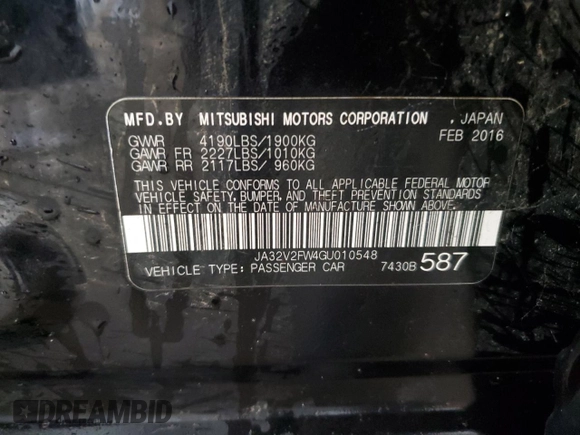 MFD.BY MITSUBISHI MOTORS CORPORATION , JAPAN
FEB 2016
GVWR 4190LBS/1900KG
GAWR FR 2227LBS/1010KG
GAWR RR 2117LBS/ 960KG
THIS VEHICLE CONFORMS TO ALL APPLICABLE FEDERAL MOTOR
VEHICLE SAFETY, BUMPER, AND THEFT PREVENTION STANDARDS
IN EFFECT ON THE DATE OF MANUFACTURE SHOWN ABOVE.
JA32V2FW4GU010548
VEHICLE TYPE: PASSENGER CAR 7430B 587
DREAMBID